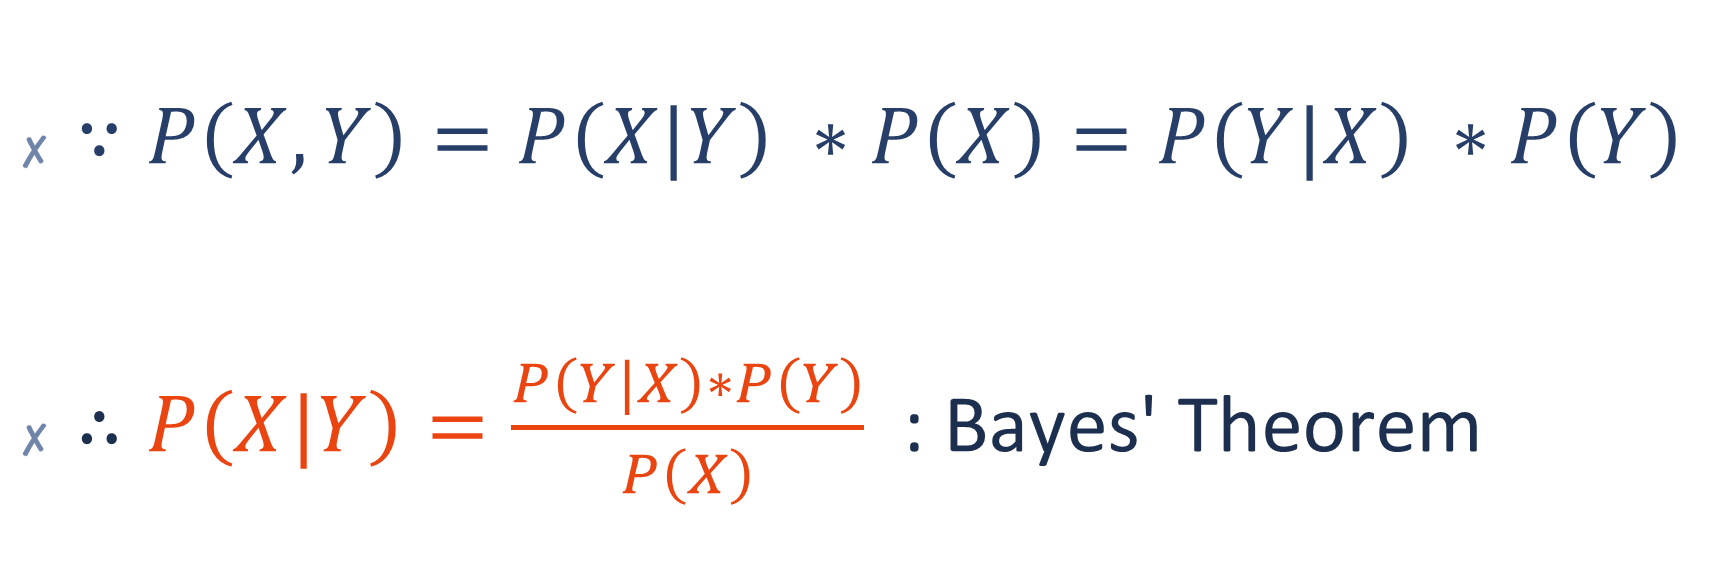 ✗ ∵ P(X, Y) = P(X|Y) ∗ P(X) = P(Y|X) ∗ P(Y)
✗ ∴ P(X|Y) = P(Y|X)∗P(Y) / P(X) : Bayes' Theorem